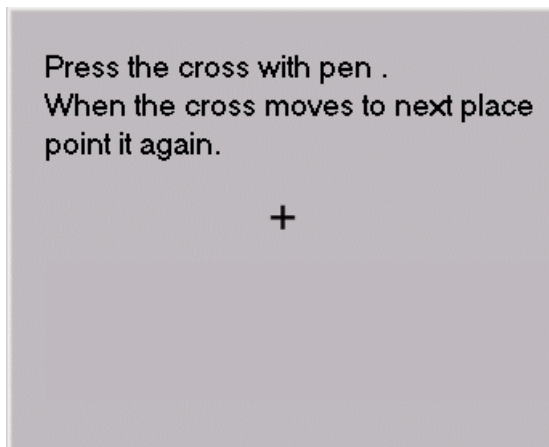 Press the cross with pen .
When the cross moves to next place
point it again.